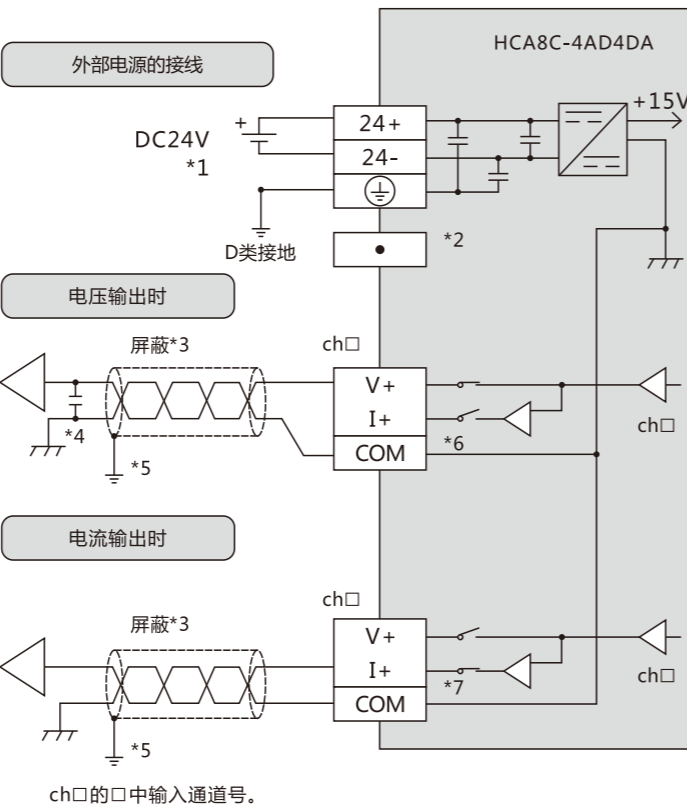 HCA8C-4AD4DA
外部电源的接线
+15V
+
24+
DC24V
24-
*1
D类接地
*2
电压输出时
屏蔽*3
ch□
V+
I+
ch□
*4
*6
COM
*5
电流输出时
ch□
屏蔽*3
V+
I+
ch□
*7
COM
*5
ch□的□中输入通道号。